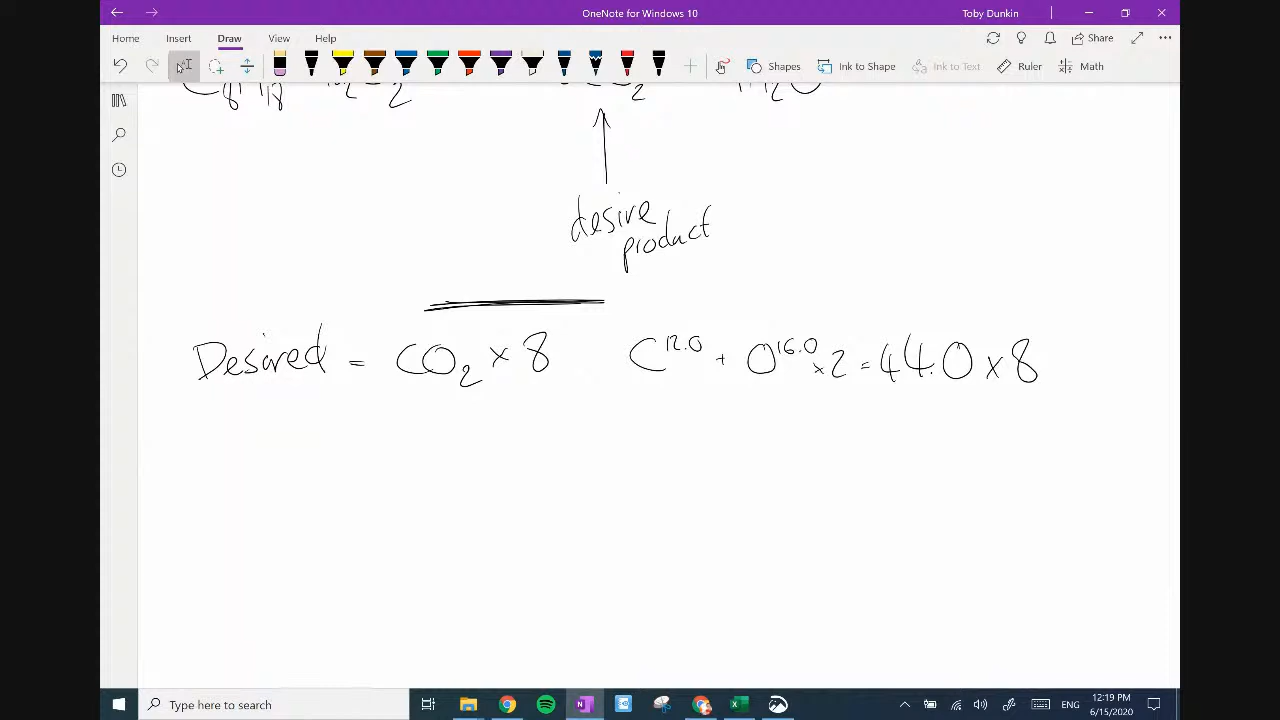 OneNote for Windows 10
Toby Dunkin
Home Insert Draw View Help
Share
Shapes Ink to Shape Ink to Text Ruler Math
desire
product
Desired = CO₂ × 8 C¹²·⁰ + O¹⁶·⁰ × 2 = 44.0 × 8
Type here to search
ENG
12:19 PM
6/15/2020